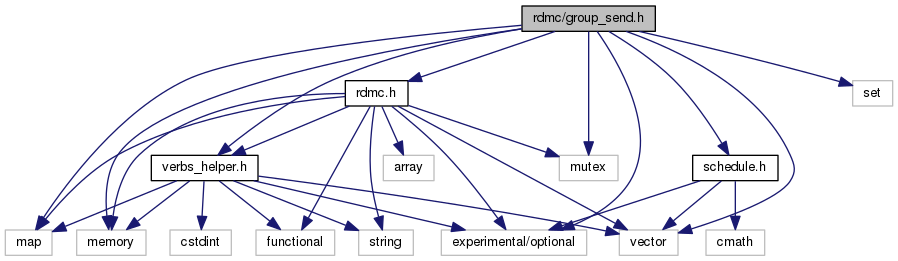 rdmc/group_send.h
rdmc.h
set
verbs_helper.h
array
mutex
schedule.h
map
memory
cstdint
functional
string
experimental/optional
vector
cmath